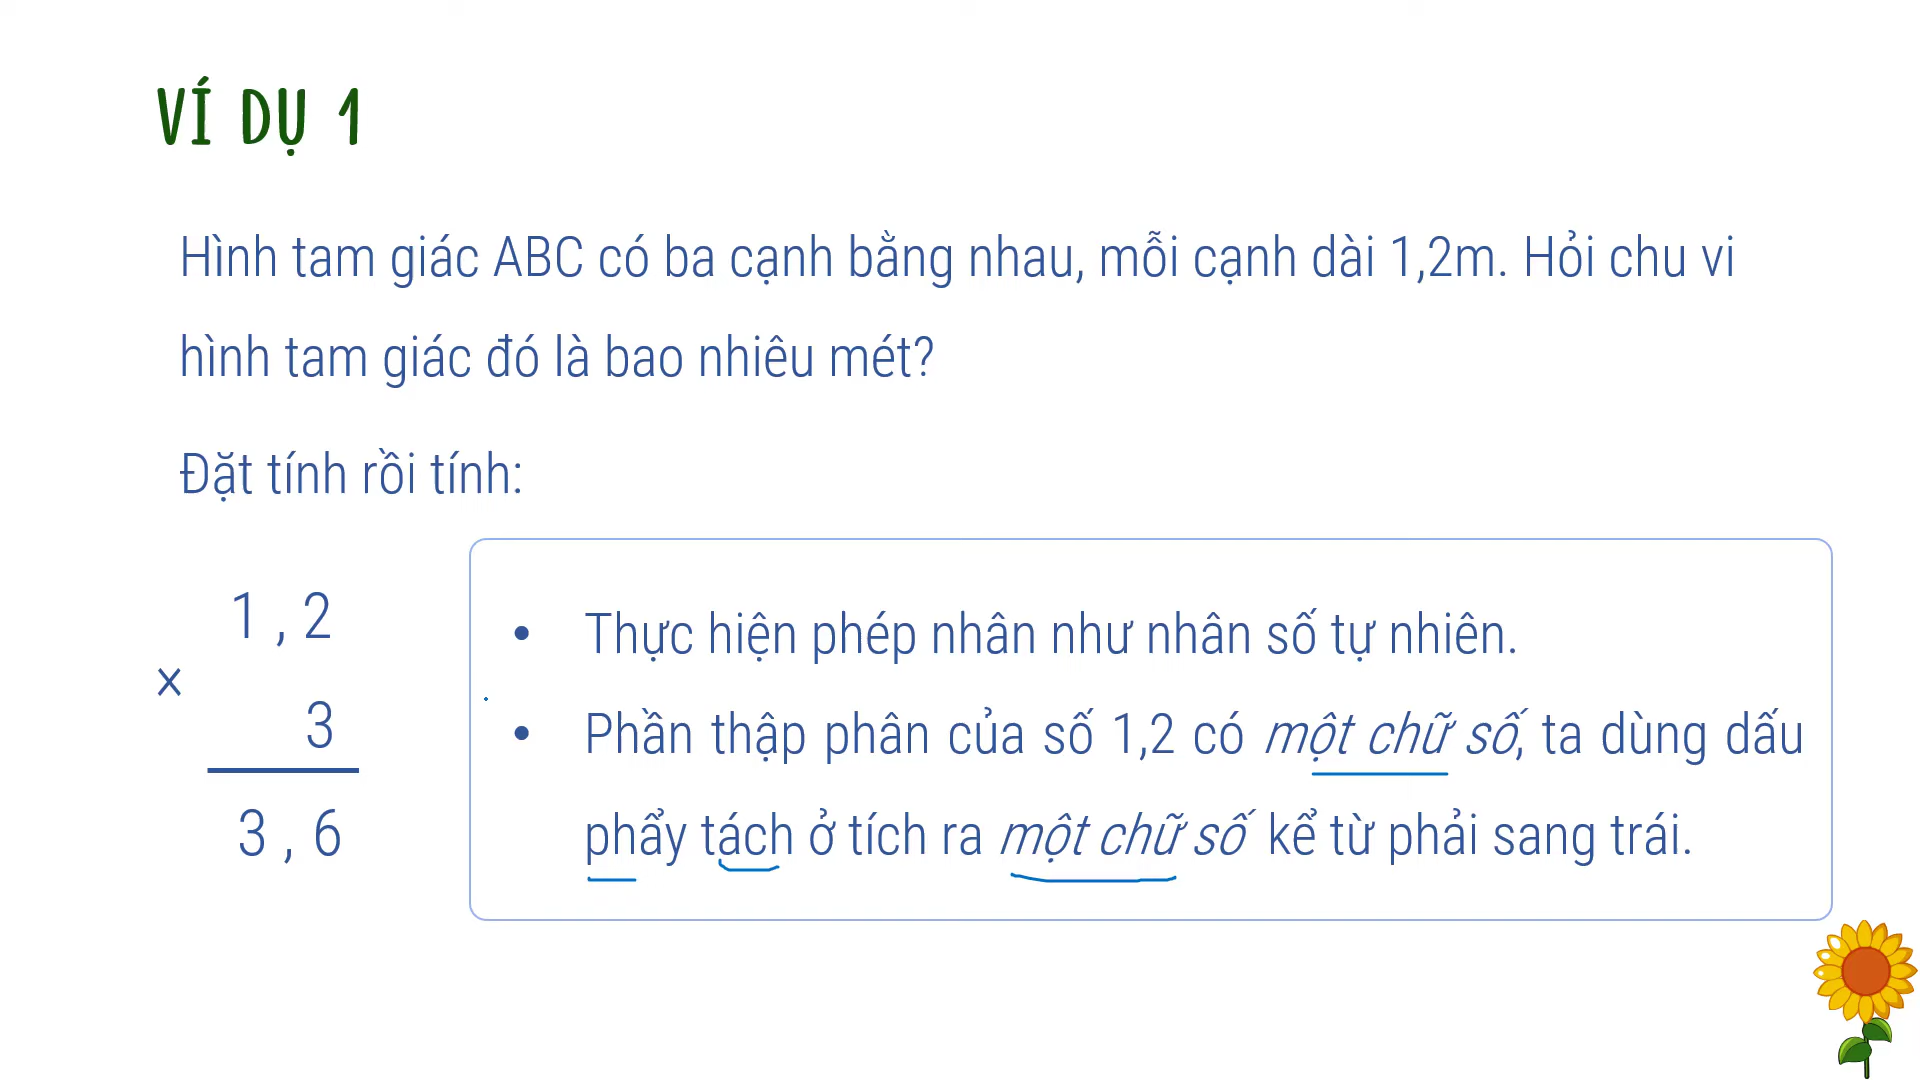 VÍ DỤ 1
Hình tam giác ABC có ba cạnh bằng nhau, mỗi cạnh dài 1,2m. Hỏi chu vi
hình tam giác đó là bao nhiêu mét?
Đặt tính rồi tính:
1 , 2
×
3
3 , 6
• Thực hiện phép nhân như nhân số tự nhiên.
• Phần thập phân của số 1,2 có một chữ số, ta dùng dấu
phẩy tách ở tích ra một chữ số kể từ phải sang trái.